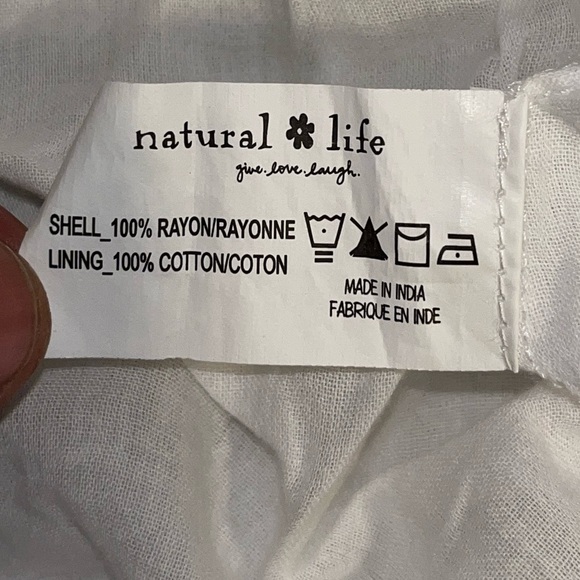 natural life
give.love.laugh.
SHELL_100% RAYON/RAYONNE
LINING_100% COTTON/COTON
MADE IN INDIA
FABRIQUE EN INDE